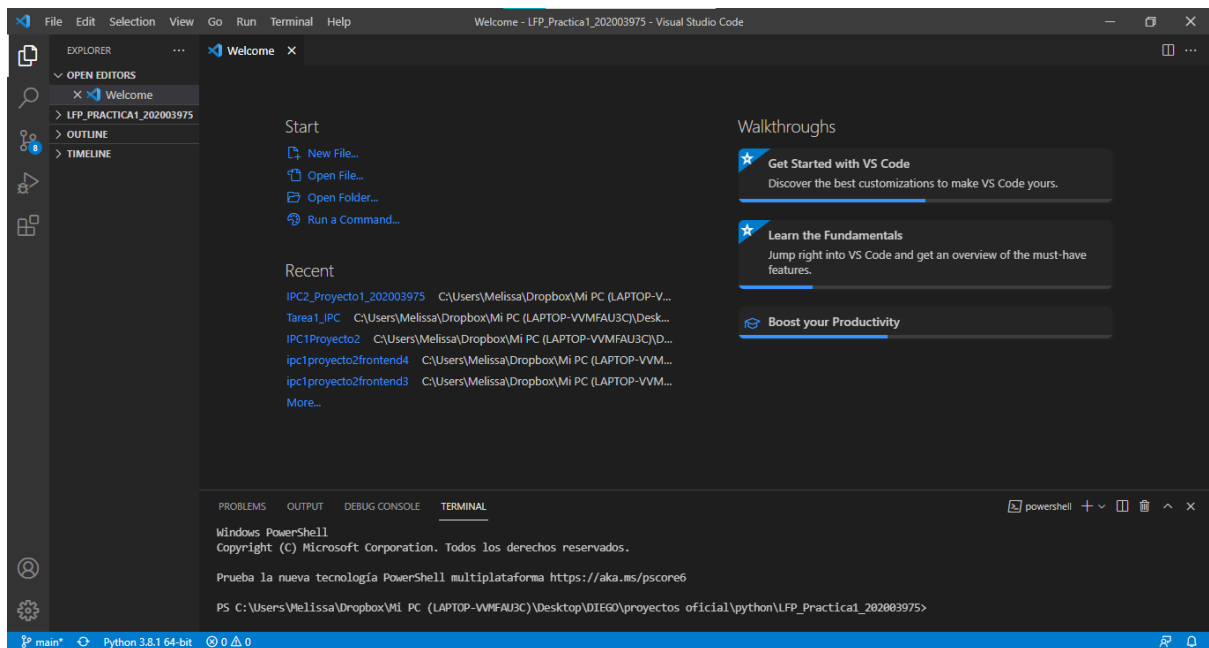 File Edit Selection View Go Run Terminal Help Welcome - LFP_Practica1_202003975 - Visual Studio Code
EXPLORER
Welcome
OPEN EDITORS
Welcome
LFP_PRACTICA1_202003975
OUTLINE
TIMELINE
8
Start
New File...
Open File...
Open Folder...
Run a Command...
Recent
IPC2_Proyecto1_202003975 C:\Users\Melissa\Dropbox\Mi PC (LAPTOP-V...
Tarea1_IPC C:\Users\Melissa\Dropbox\Mi PC (LAPTOP-VVMFAU3C)\Desk...
IPC1Proyecto2 C:\Users\Melissa\Dropbox\Mi PC (LAPTOP-VVMFAU3C)\D...
ipc1proyecto2frontend4 C:\Users\Melissa\Dropbox\Mi PC (LAPTOP-VVM...
ipc1proyecto2frontend3 C:\Users\Melissa\Dropbox\Mi PC (LAPTOP-VVM...
More...
Walkthroughs
Get Started with VS Code
Discover the best customizations to make VS Code yours.
Learn the Fundamentals
Jump right into VS Code and get an overview of the must-have
features.
Boost your Productivity
PROBLEMS OUTPUT DEBUG CONSOLE TERMINAL
powershell
Windows PowerShell
Copyright (C) Microsoft Corporation. Todos los derechos reservados.
Prueba la nueva tecnología PowerShell multiplataforma https://aka.ms/pscore6
PS C:\Users\Melissa\Dropbox\Mi PC (LAPTOP-VVMFAU3C)\Desktop\DIEGO\proyectos oficial\python\LFP_Practica1_202003975>
main* Python 3.8.1 64-bit 0 0